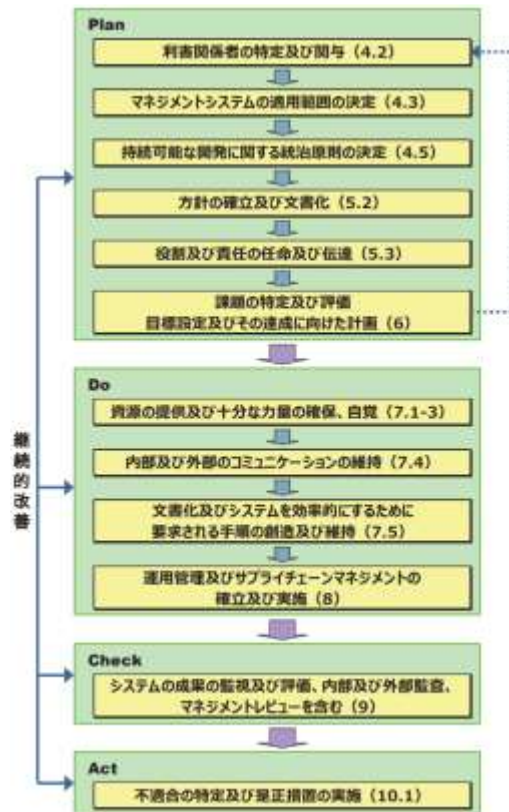 Plan
利害関係者の特定及び関与（4.2）
マネジメントシステムの適用範囲の決定（4.3）
持続可能な開発に関する統治原則の決定（4.5）
方針の確立及び文書化（5.2）
役割及び責任の任命及び伝達（5.3）
課題の特定及び評価
目標設定及びその達成に向けた計画（6）
Do
資源の提供及び十分な力量の確保、自覚（7.1-3）
内部及び外部のコミュニケーションの維持（7.4）
文書化及びシステムを効率的にするために
要求される手順の創造及び維持（7.5）
運用管理及びサプライチェーンマネジメントの
確立及び実施（8）
Check
システムの成果の監視及び評価、内部及び外部監査、
マネジメントレビューを含む（9）
Act
不適合の特定及び是正措置の実施（10.1）
継続的改善